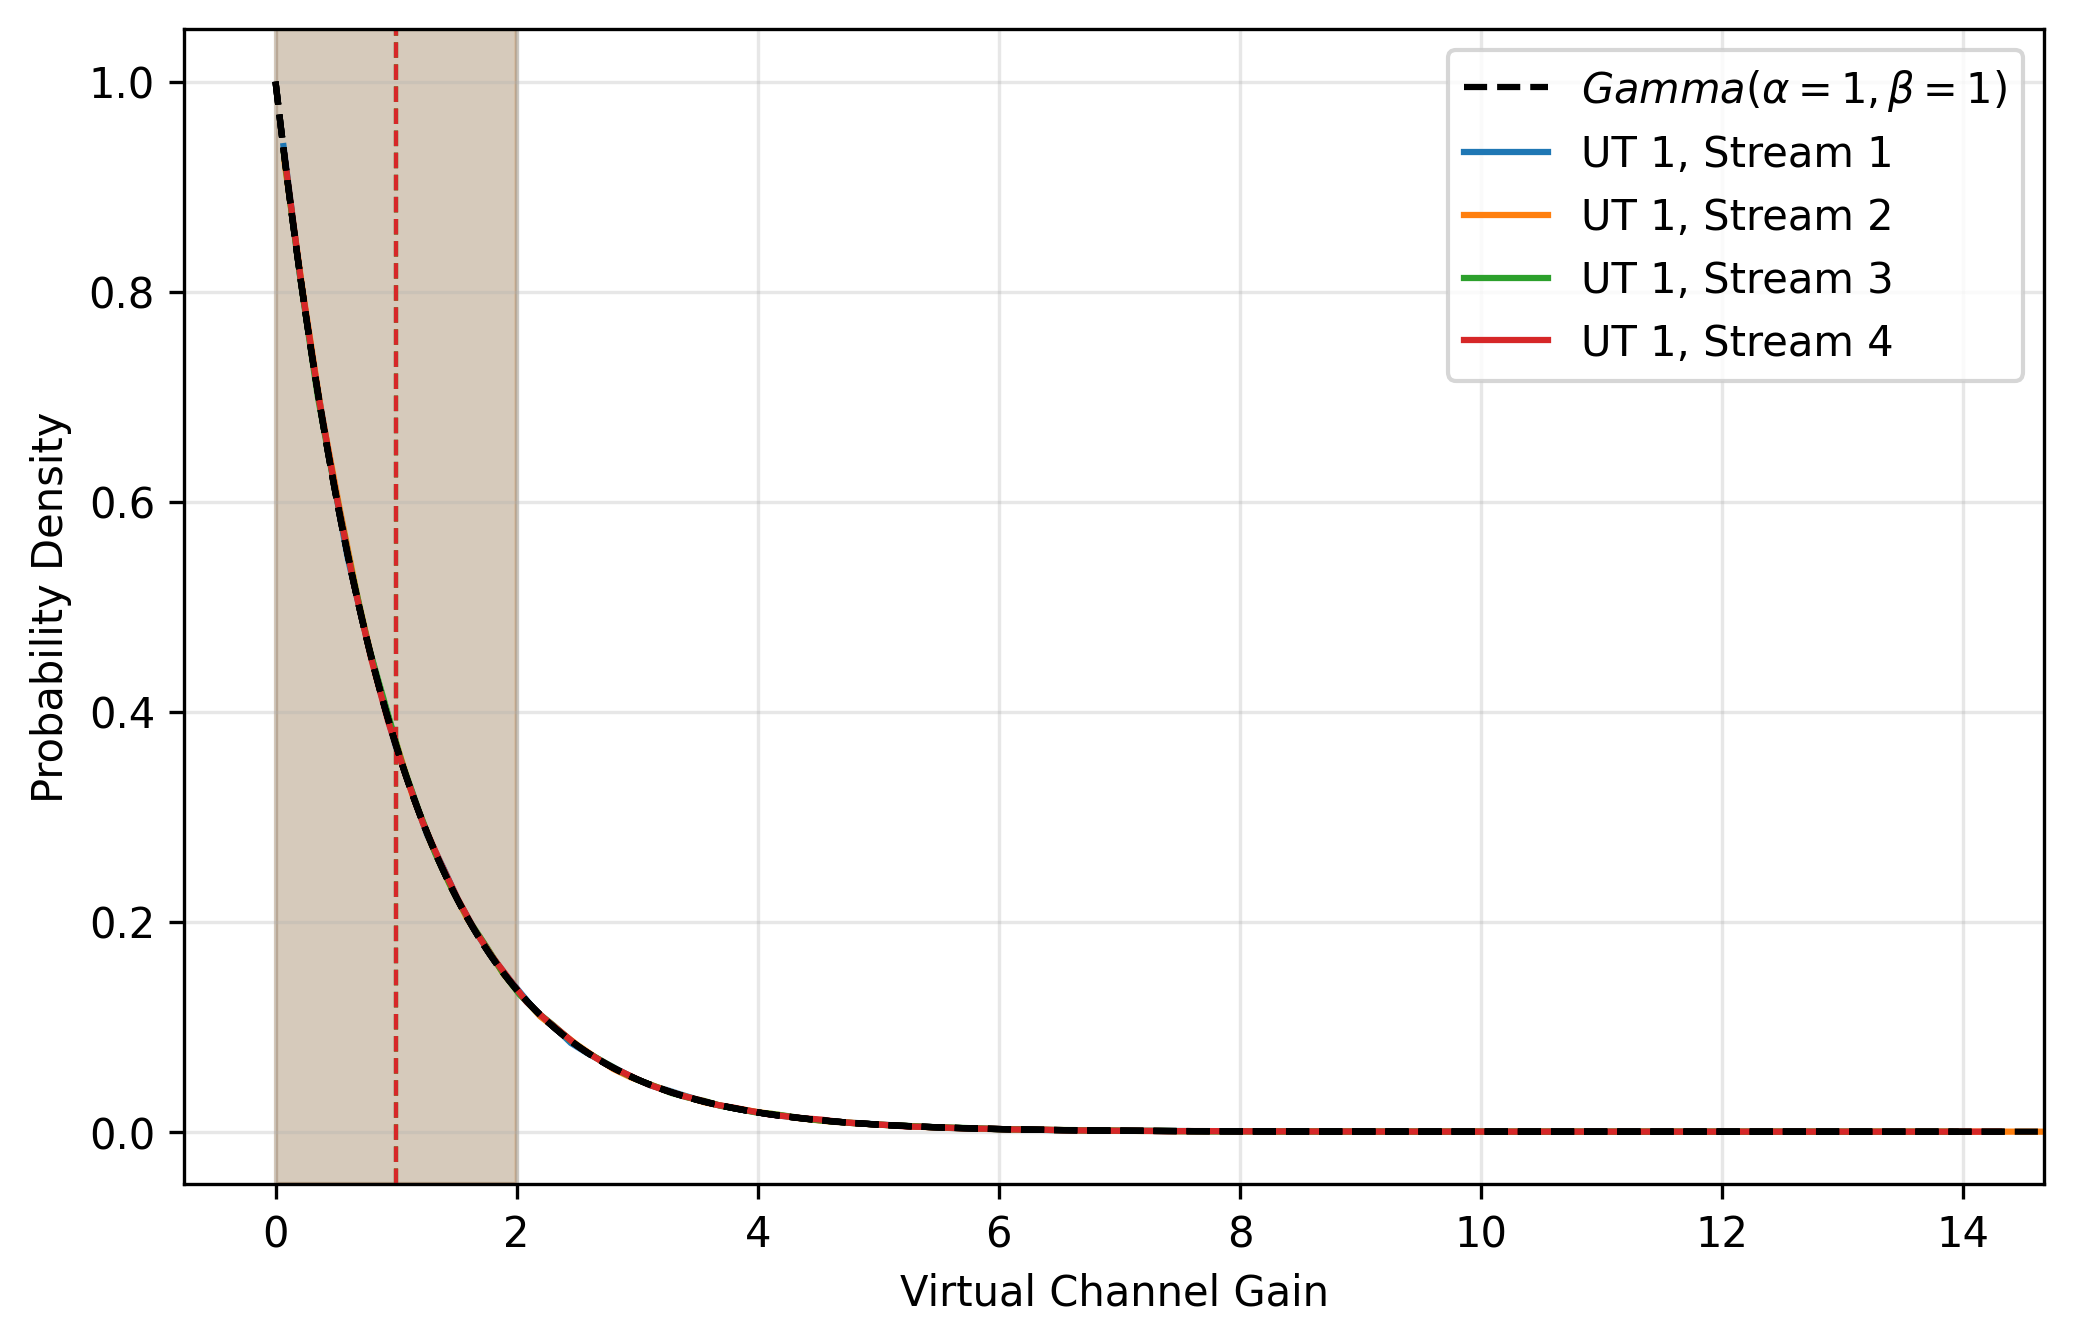 1.0
0.8
0.6
0.4
0.2
0.0
Probability Density
Gamma(α = 1, β = 1)
UT 1, Stream 1
UT 1, Stream 2
UT 1, Stream 3
UT 1, Stream 4
0 2 4 6 8 10 12 14
Virtual Channel Gain